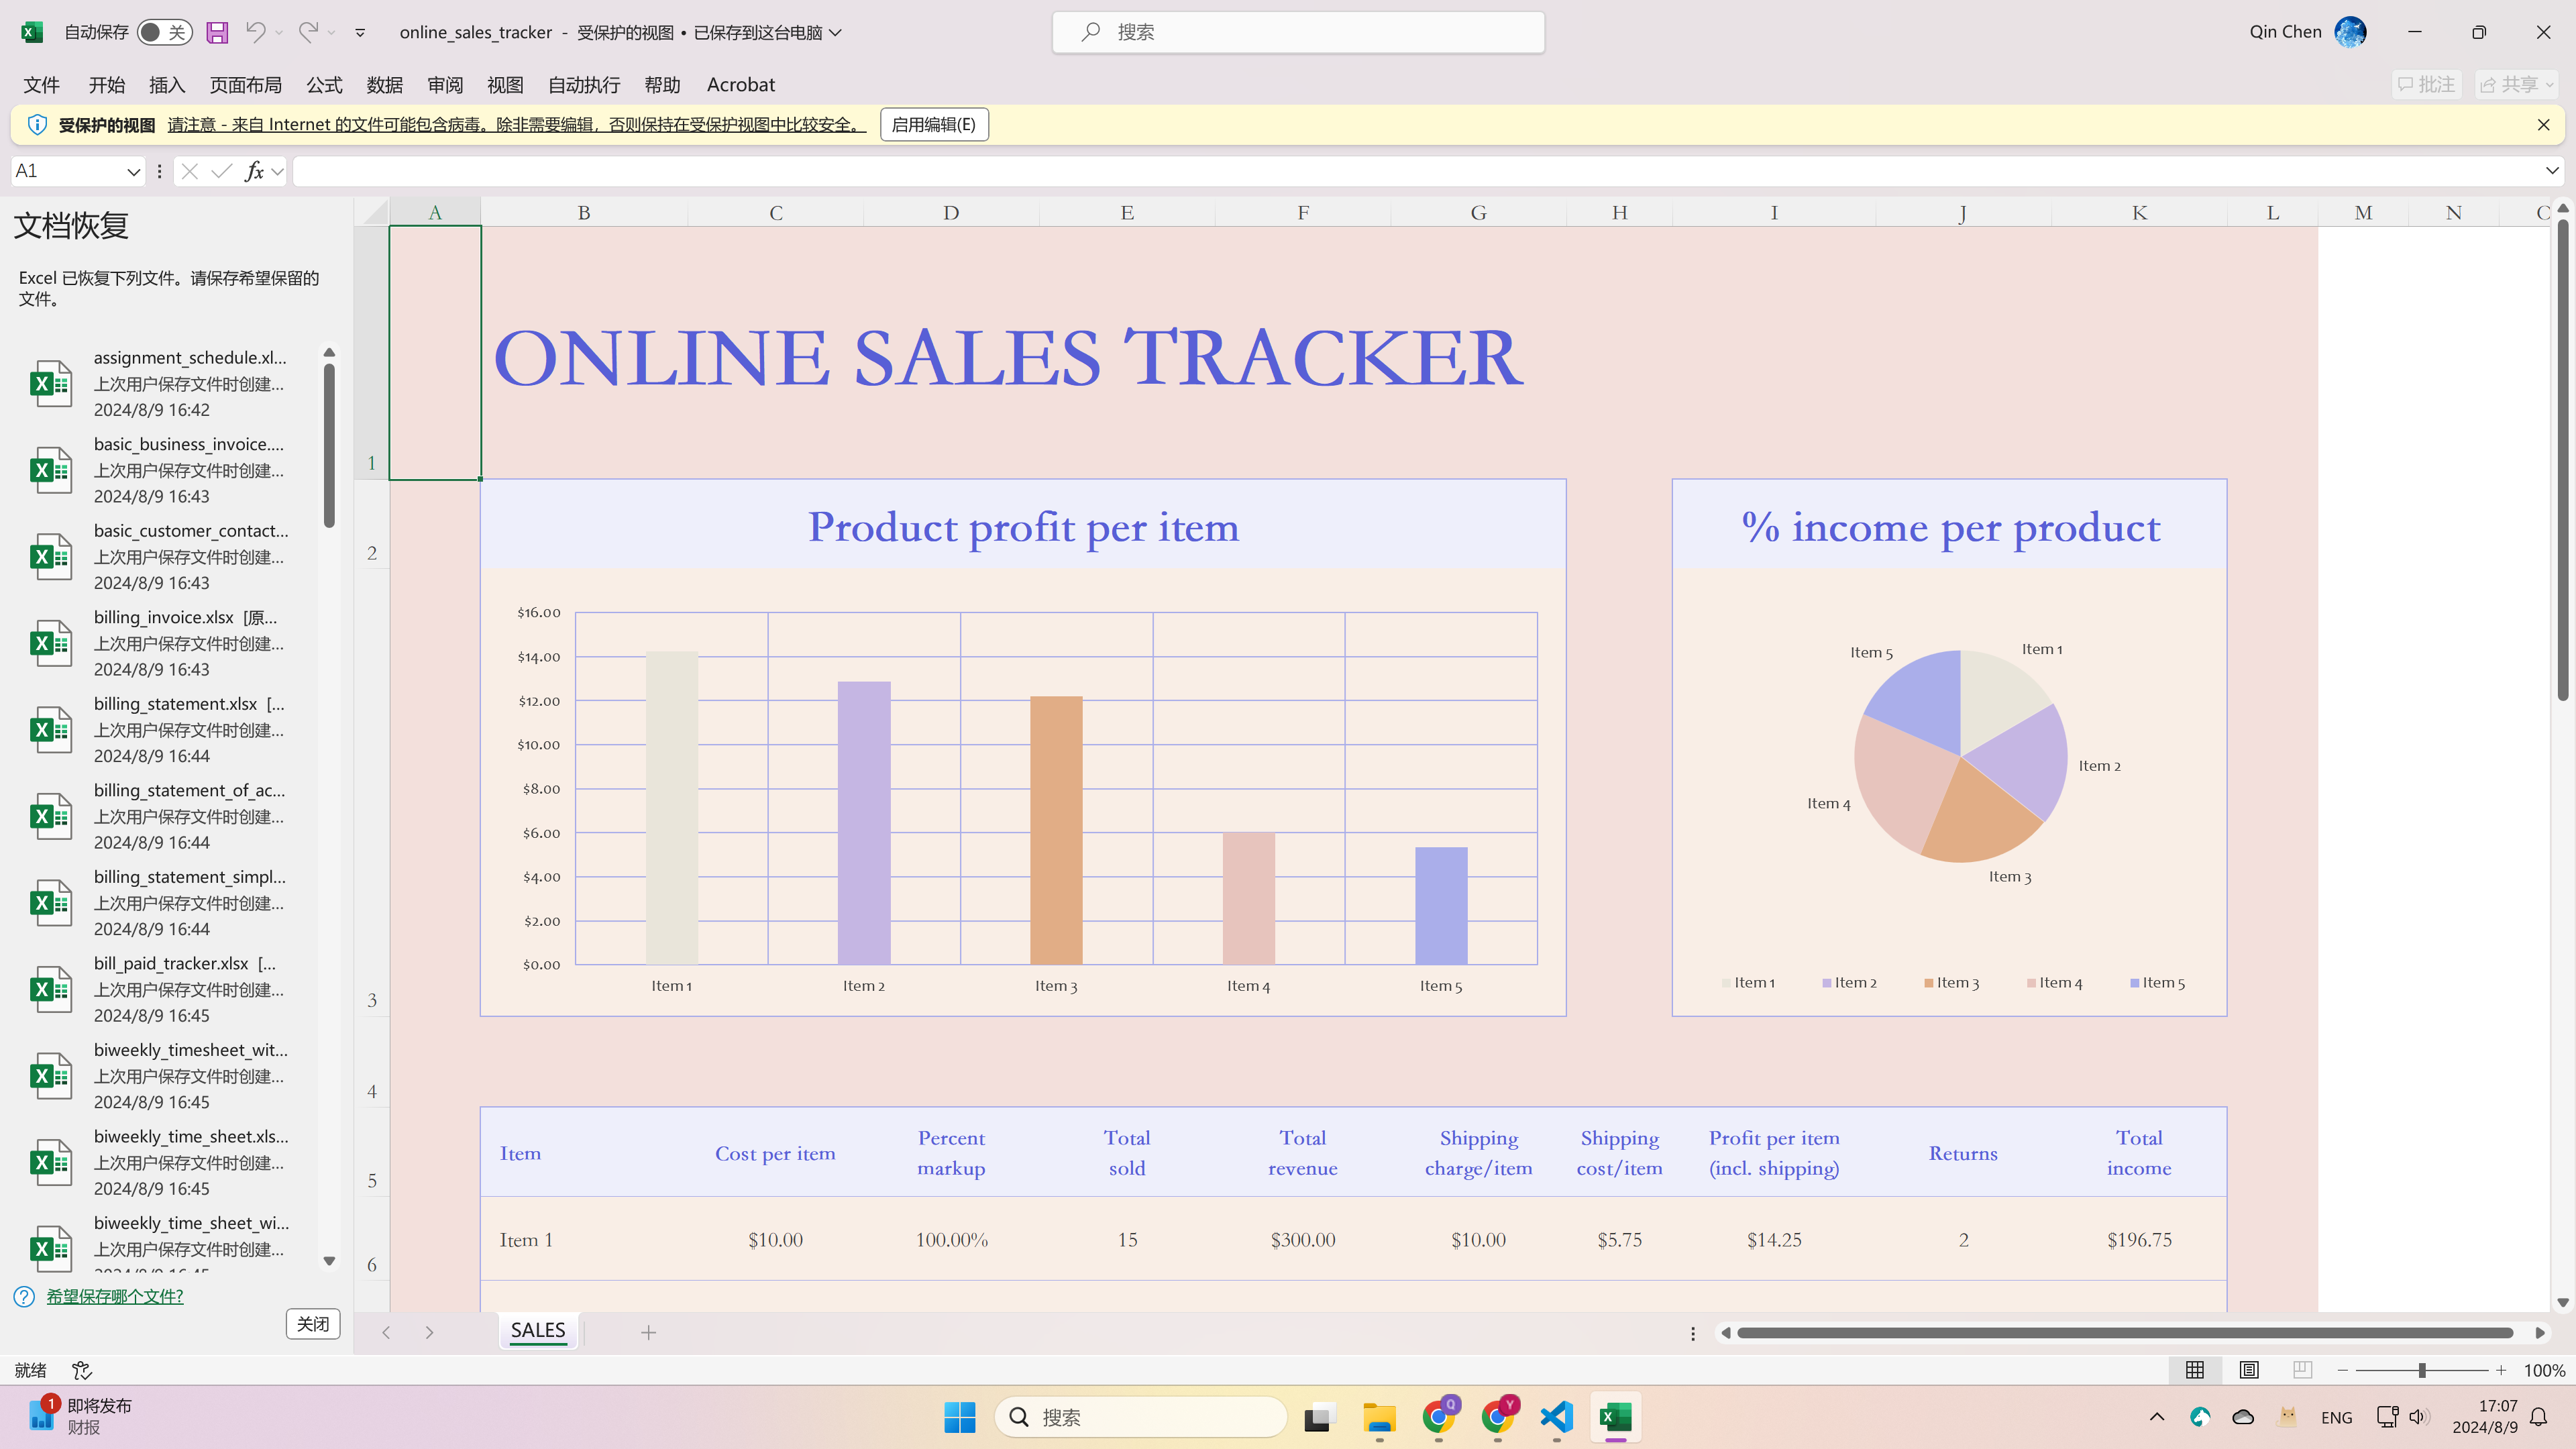 自动保存 关 online_sales_tracker - 受保护的视图 • 已保存到这台电脑 搜索 Qin Chen
文件 开始 插入 页面布局 公式 数据 审阅 视图 自动执行 帮助 Acrobat 批注 共享
受保护的视图 请注意 - 来自 Internet 的文件可能包含病毒。除非需要编辑，否则保持在受保护视图中比较安全。 启用编辑(E)
A1 fx
文档恢复
Excel 已恢复下列文件。请保存希望保留的
文件。
assignment_schedule.xl...
上次用户保存文件时创建...
2024/8/9 16:42
basic_business_invoice....
上次用户保存文件时创建...
2024/8/9 16:43
basic_customer_contact...
上次用户保存文件时创建...
2024/8/9 16:43
billing_invoice.xlsx [原...
上次用户保存文件时创建...
2024/8/9 16:43
billing_statement.xlsx [...
上次用户保存文件时创建...
2024/8/9 16:44
billing_statement_of_ac...
上次用户保存文件时创建...
2024/8/9 16:44
billing_statement_simpl...
上次用户保存文件时创建...
2024/8/9 16:44
bill_paid_tracker.xlsx [...
上次用户保存文件时创建...
2024/8/9 16:45
biweekly_timesheet_wit...
上次用户保存文件时创建...
2024/8/9 16:45
biweekly_time_sheet.xls...
上次用户保存文件时创建...
2024/8/9 16:45
biweekly_time_sheet_wi...
上次用户保存文件时创建...
希望保存哪个文件?
关闭
A B C D E F G H I J K L M N
1
2
3
4
5
6
ONLINE SALES TRACKER
Product profit per item
$16.00
$14.00
$12.00
$10.00
$8.00
$6.00
$4.00
$2.00
$0.00
Item 1 Item 2 Item 3 Item 4 Item 5
% income per product
Item 5 Item 1
Item 2
Item 4
Item 3
Item 1 Item 2 Item 3 Item 4 Item 5
Item Cost per item Percent markup Total sold Total revenue Shipping charge/item Shipping cost/item Profit per item (incl. shipping) Returns Total income
Item 1 $10.00 100.00% 15 $300.00 $10.00 $5.75 $14.25 2 $196.75
SALES
就绪 100%
1 即将发布
财报
搜索
Q Y
ENG
17:07
2024/8/9